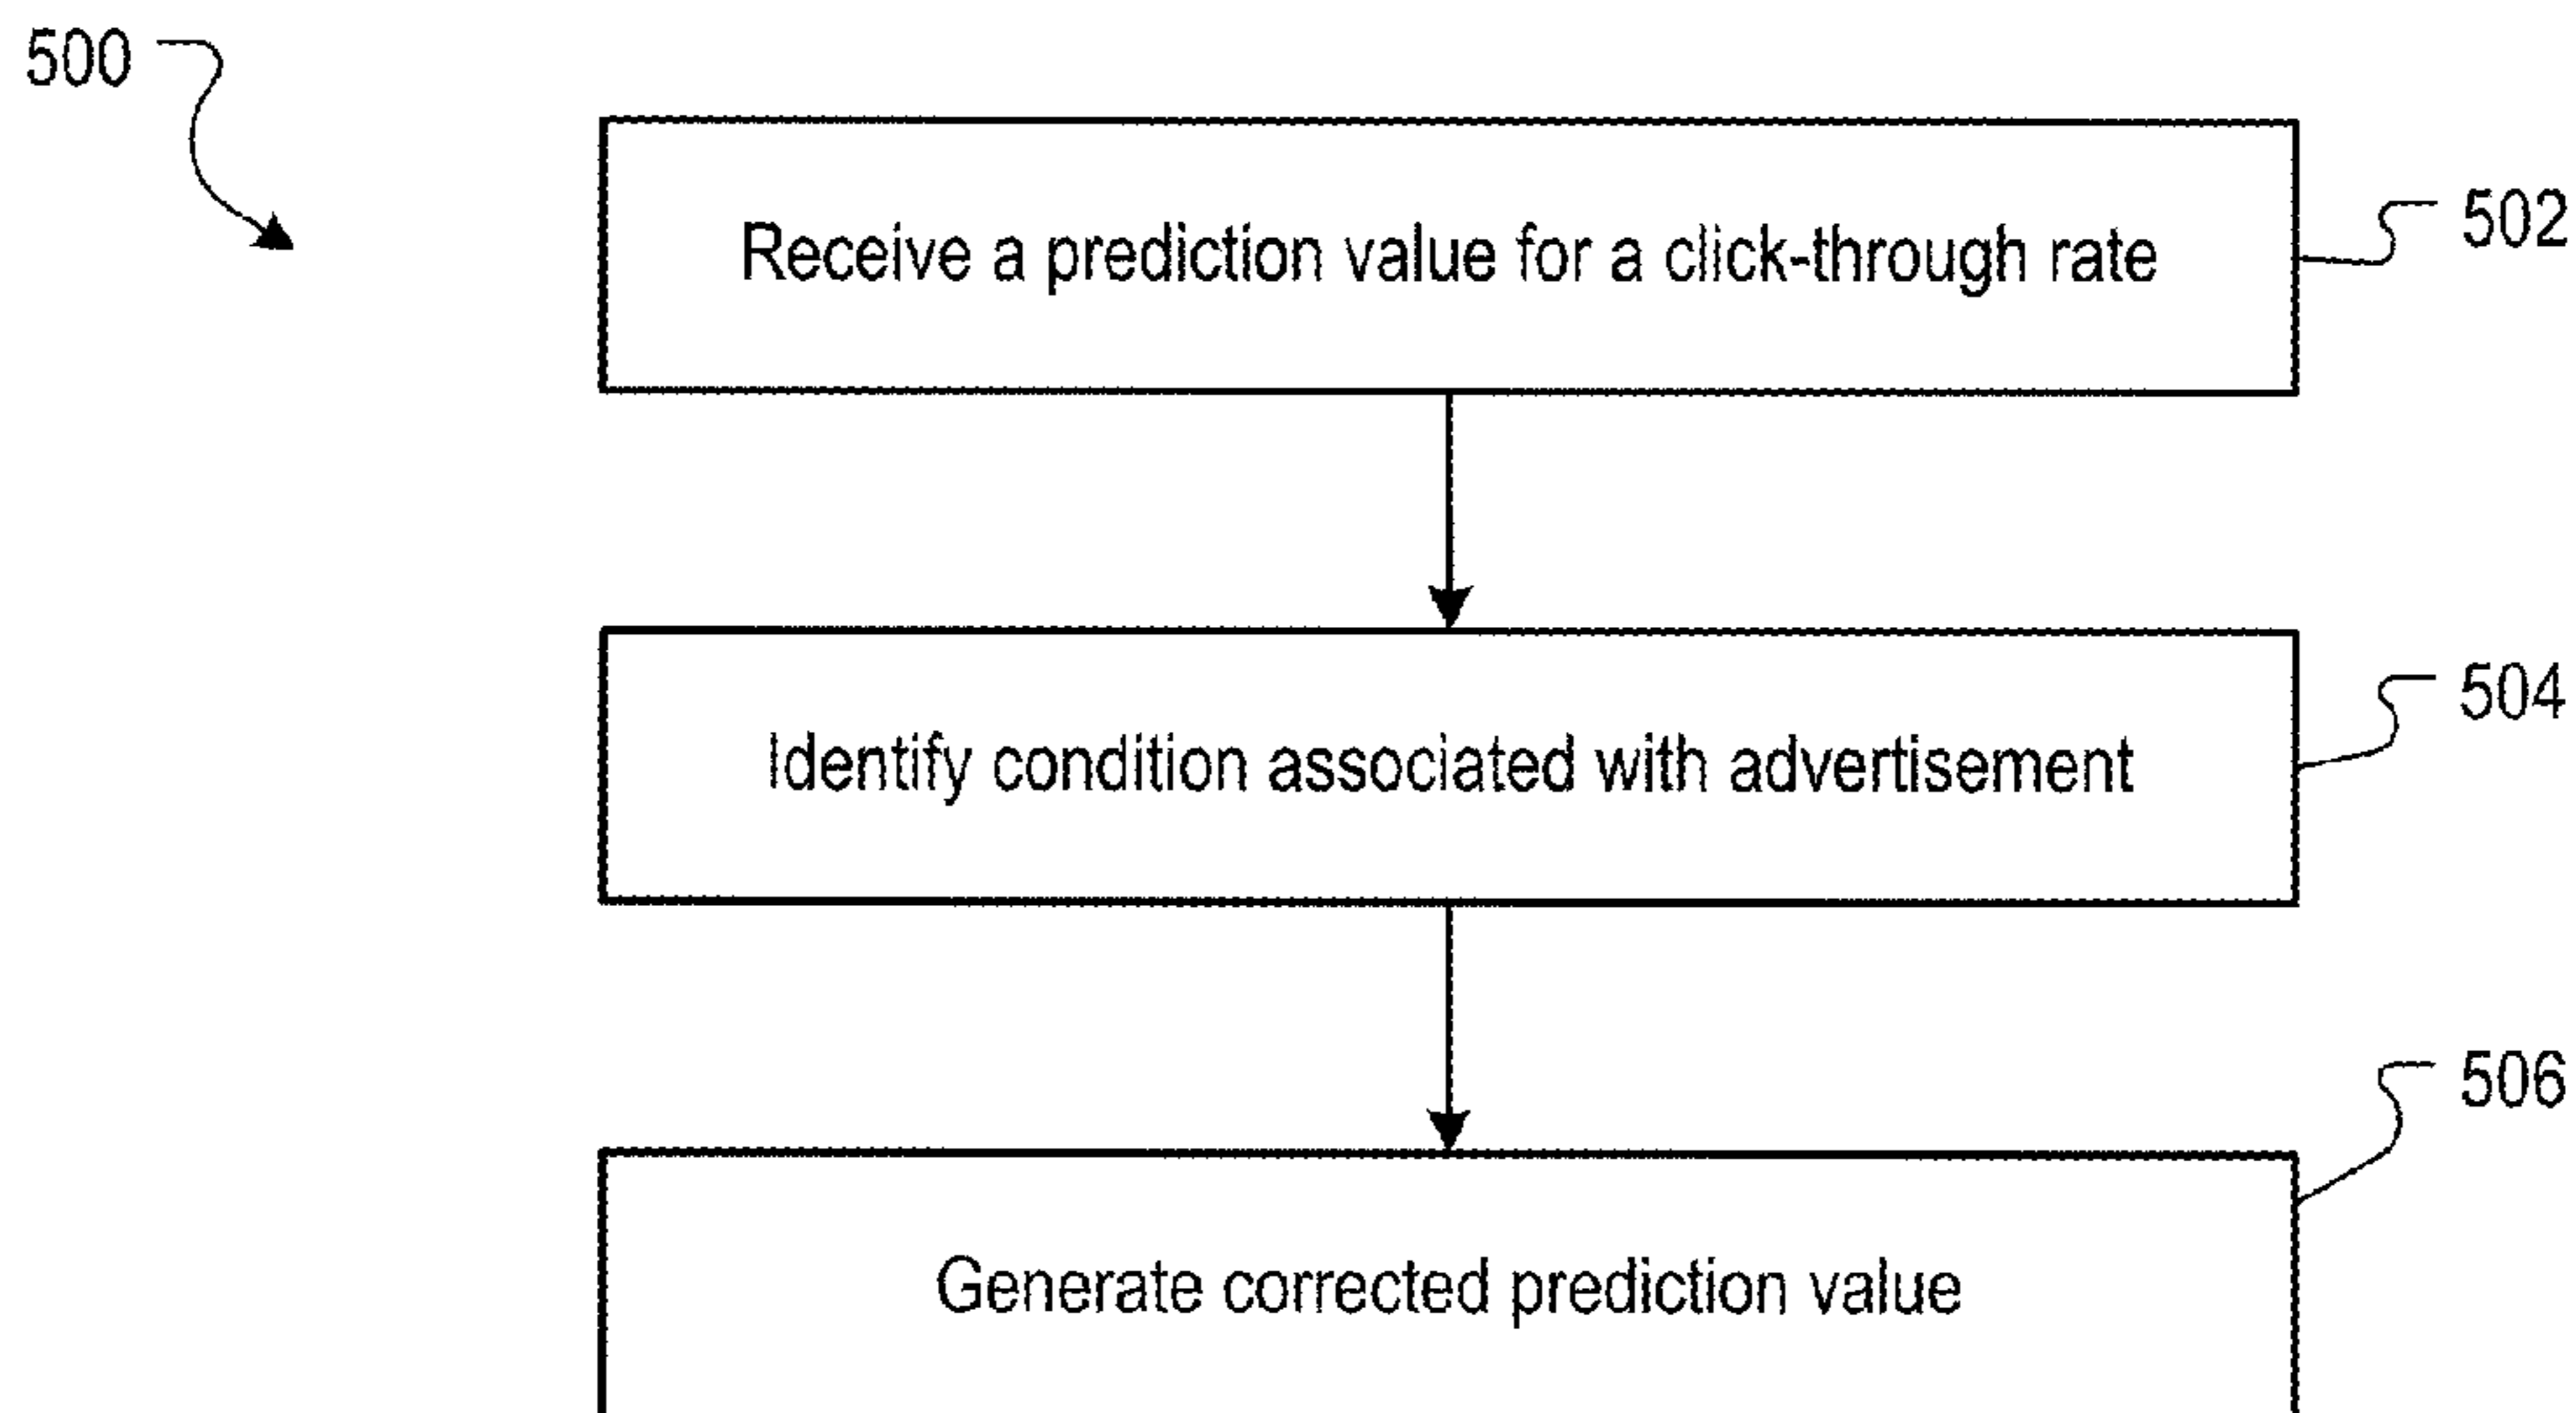 500
Receive a prediction value for a click-through rate
502
Identify condition associated with advertisement
504
506
Generate corrected prediction value